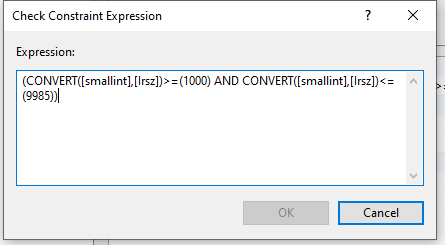 Check Constraint Expression
Expression:
(CONVERT([smallint],[Irsz])>=(1000) AND CONVERT([smallint],[Irsz])<=
(9985))
OK
Cancel